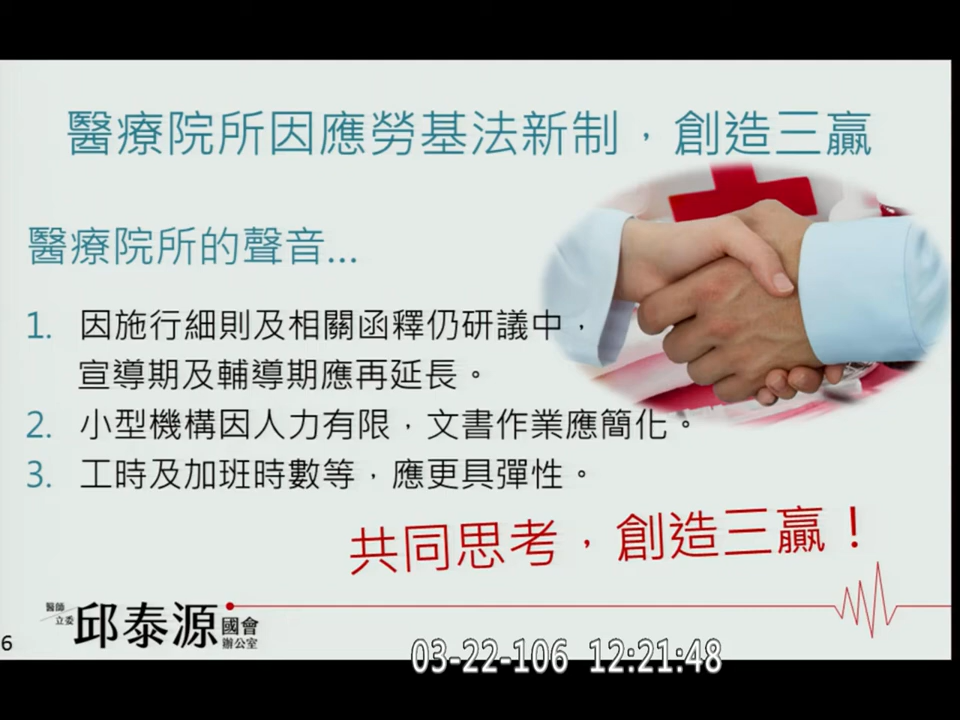 醫療院所因應勞基法新制，創造三贏
醫療院所的聲音...
1. 因施行細則及相關函釋仍研議中，
宣導期及輔導期應再延長。
2. 小型機構因人力有限，文書作業應簡化。
3. 工時及加班時數等，應更具彈性。
共同思考，創造三贏！
醫師
立委
邱泰源
國會
辦公室
6
03-22-106 12:21:48